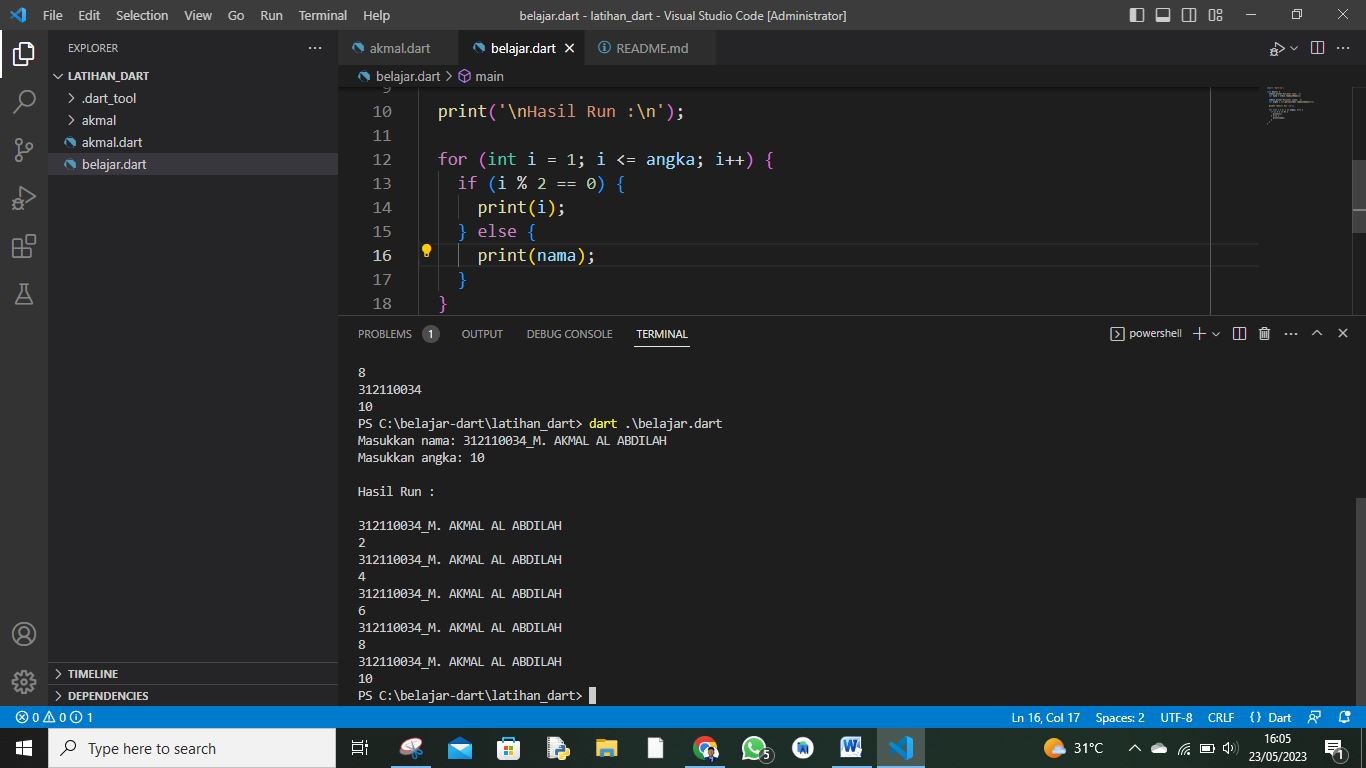 File Edit Selection View Go Run Terminal Help belajar.dart - latihan_dart - Visual Studio Code [Administrator]
EXPLORER
LATIHAN_DART
.dart_tool
akmal
akmal.dart
belajar.dart
TIMELINE
DEPENDENCIES
akmal.dart belajar.dart README.md
belajar.dart > main
9
10 print('\nHasil Run :\n');
11
12 for (int i = 1; i <= angka; i++) {
13 if (i % 2 == 0) {
14 print(i);
15 } else {
16 print(nama);
17 }
18 }
PROBLEMS 1 OUTPUT DEBUG CONSOLE TERMINAL powershell
8
312110034
10
PS C:\belajar-dart\latihan_dart> dart .\belajar.dart
Masukkan nama: 312110034_M. AKMAL AL ABDILAH
Masukkan angka: 10
Hasil Run :
312110034_M. AKMAL AL ABDILAH
2
312110034_M. AKMAL AL ABDILAH
4
312110034_M. AKMAL AL ABDILAH
6
312110034_M. AKMAL AL ABDILAH
8
312110034_M. AKMAL AL ABDILAH
10
PS C:\belajar-dart\latihan_dart>
0 0 1 Ln 16, Col 17 Spaces: 2 UTF-8 CRLF {} Dart
Type here to search 5 W 31°C 16:05
23/05/2023 1